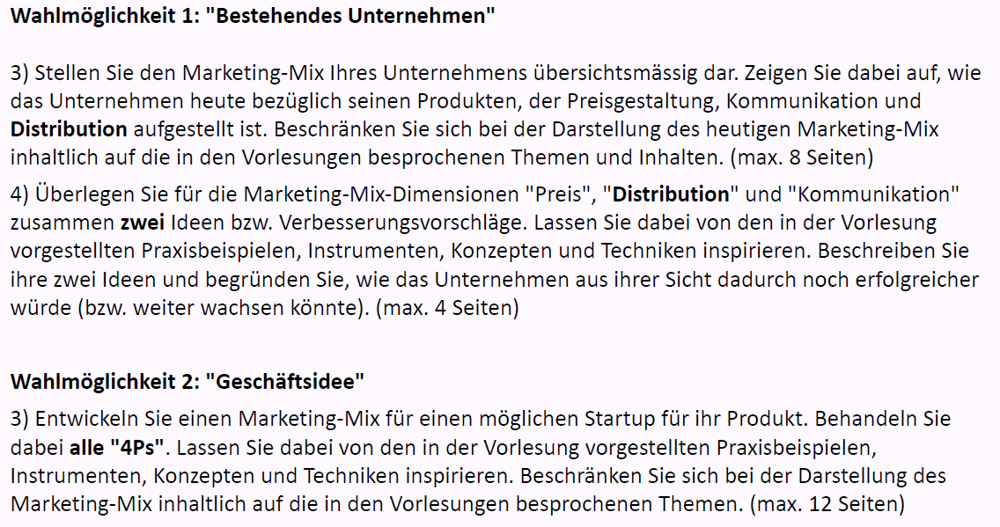 Wahlmöglichkeit 1: "Bestehendes Unternehmen"
3) Stellen Sie den Marketing-Mix Ihres Unternehmens übersichtsmässig dar. Zeigen Sie dabei auf, wie
das Unternehmen heute bezüglich seinen Produkten, der Preisgestaltung, Kommunikation und
Distribution aufgestellt ist. Beschränken Sie sich bei der Darstellung des heutigen Marketing-Mix
inhaltlich auf die in den Vorlesungen besprochenen Themen und Inhalten. (max. 8 Seiten)
4) Überlegen Sie für die Marketing-Mix-Dimensionen "Preis", "Distribution" und "Kommunikation"
zusammen zwei Ideen bzw. Verbesserungsvorschläge. Lassen Sie dabei von den in der Vorlesung
vorgestellten Praxisbeispielen, Instrumenten, Konzepten und Techniken inspirieren. Beschreiben Sie
ihre zwei Ideen und begründen Sie, wie das Unternehmen aus ihrer Sicht dadurch noch erfolgreicher
würde (bzw. weiter wachsen könnte). (max. 4 Seiten)
Wahlmöglichkeit 2: "Geschäftsidee"
3) Entwickeln Sie einen Marketing-Mix für einen möglichen Startup für ihr Produkt. Behandeln Sie
dabei alle "4Ps". Lassen Sie dabei von den in der Vorlesung vorgestellten Praxisbeispielen,
Instrumenten, Konzepten und Techniken inspirieren. Beschränken Sie sich bei der Darstellung des
Marketing-Mix inhaltlich auf die in den Vorlesungen besprochenen Themen. (max. 12 Seiten)